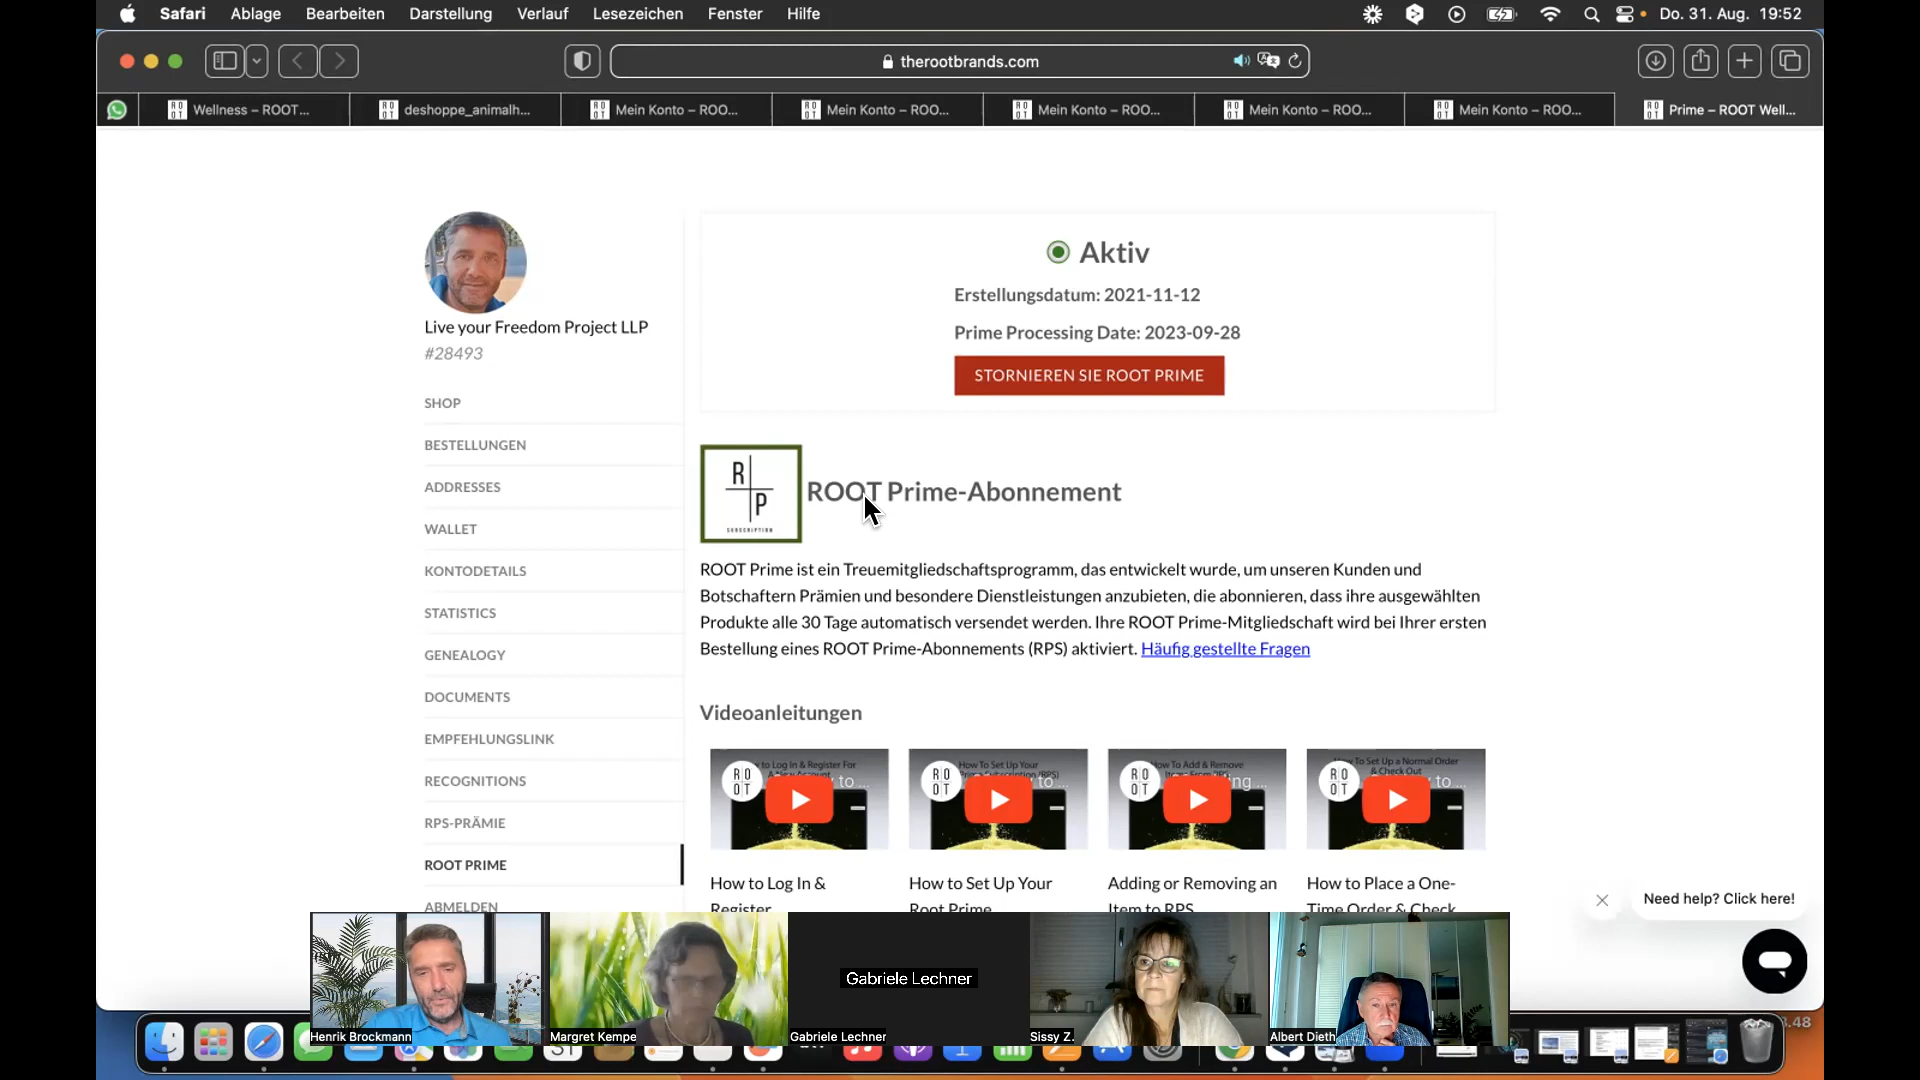 Safari Ablage Bearbeiten Darstellung Verlauf Lesezeichen Fenster Hilfe Do. 31. Aug. 19:52
therootbrands.com
Wellness – ROOT... deshoppe_animalh... Mein Konto – ROO... Mein Konto – ROO... Mein Konto – ROO... Mein Konto – ROO... Mein Konto – ROO... Prime – ROOT Well...
Live your Freedom Project LLP
#28493
SHOP
BESTELLUNGEN
ADDRESSES
WALLET
KONTODETAILS
STATISTICS
GENEALOGY
DOCUMENTS
EMPFEHLUNGSLINK
RECOGNITIONS
RPS-PRÄMIE
ROOT PRIME
ABMELDEN
Aktiv
Erstellungsdatum: 2021-11-12
Prime Processing Date: 2023-09-28
STORNIEREN SIE ROOT PRIME
R P
SUBSCRIPTION
ROOT Prime-Abonnement
ROOT Prime ist ein Treuemitgliedschaftsprogramm, das entwickelt wurde, um unseren Kunden und
Botschaftern Prämien und besondere Dienstleistungen anzubieten, die abonnieren, dass ihre ausgewählten
Produkte alle 30 Tage automatisch versendet werden. Ihre ROOT Prime-Mitgliedschaft wird bei Ihrer ersten
Bestellung eines ROOT Prime-Abonnements (RPS) aktiviert. Häufig gestellte Fragen
Videoanleitungen
How to Log In &
Register
How to Set Up Your
Root Prime
Adding or Removing an
Item to RPS
How to Place a One-
Time Order & Check
Need help? Click here!
Gabriele Lechner
Henrik Brockmann
Margret Kempe
Gabriele Lechner
Sissy Z.
Albert Dieth